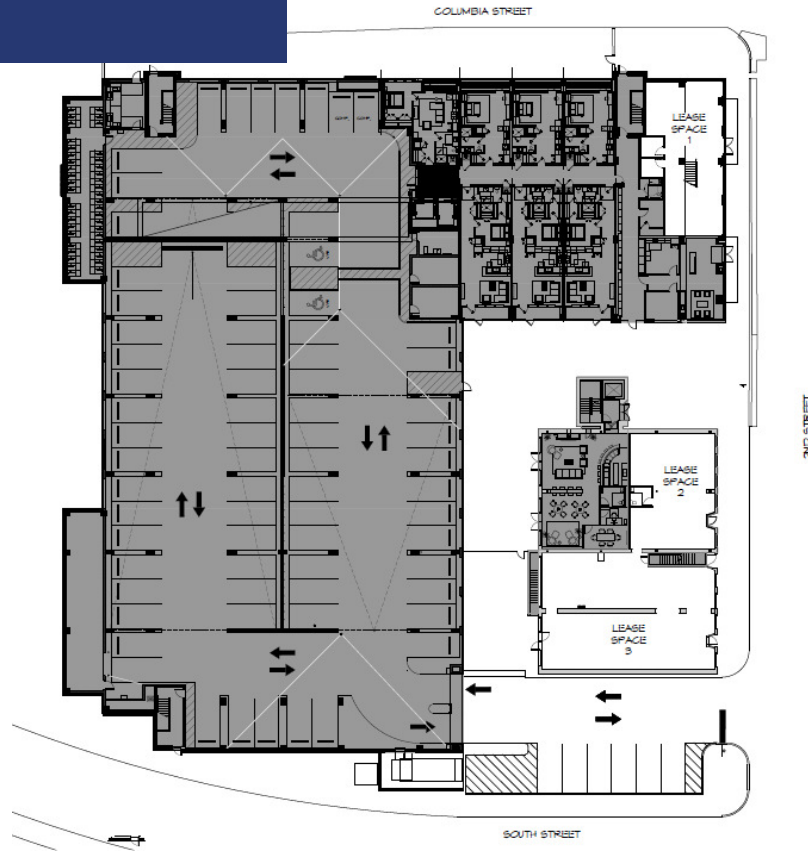 COLUMBIA STREET
LEASE
SPACE
1
2ND STREET
LEASE
SPACE
2
LEASE
SPACE
3
SOUTH STREET